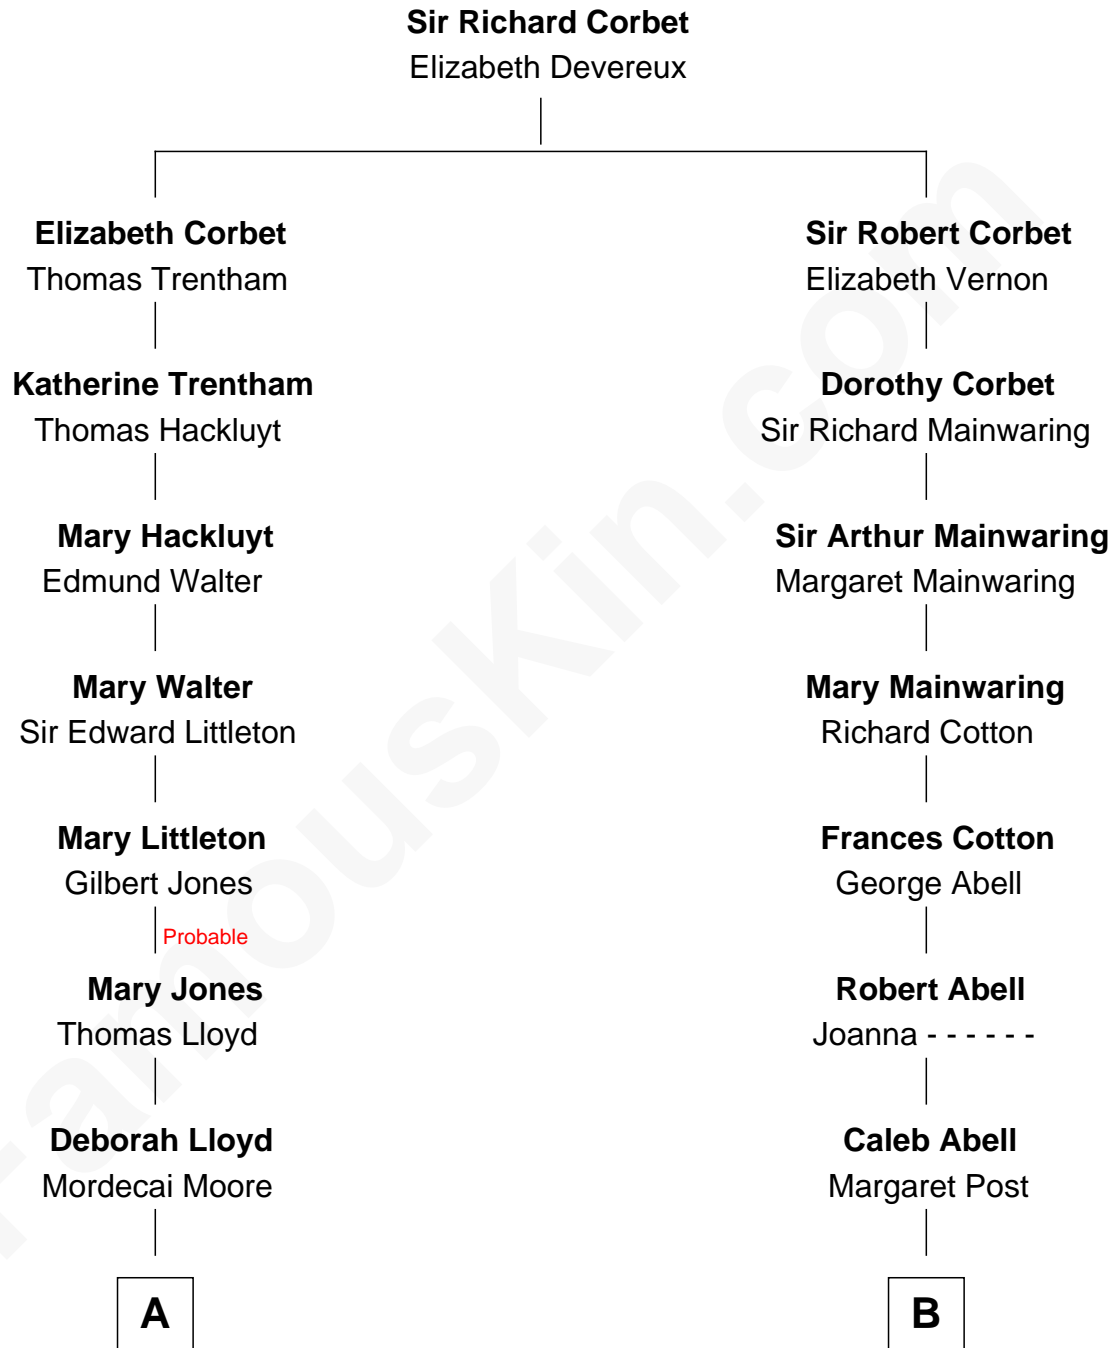 Sir Richard Corbet
Elizabeth Devereux
Elizabeth Corbet
Thomas Trentham
Sir Robert Corbet
Elizabeth Vernon
Katherine Trentham
Thomas Hackluyt
Dorothy Corbet
Sir Richard Mainwaring
Mary Hackluyt
Edmund Walter
Sir Arthur Mainwaring
Margaret Mainwaring
Mary Walter
Sir Edward Littleton
Mary Mainwaring
Richard Cotton
Mary Littleton
Gilbert Jones
Frances Cotton
George Abell
Probable
Mary Jones
Thomas Lloyd
Robert Abell
Joanna - - - - - -
Deborah Lloyd
Mordecai Moore
Caleb Abell
Margaret Post
A
B
FamousKin.com